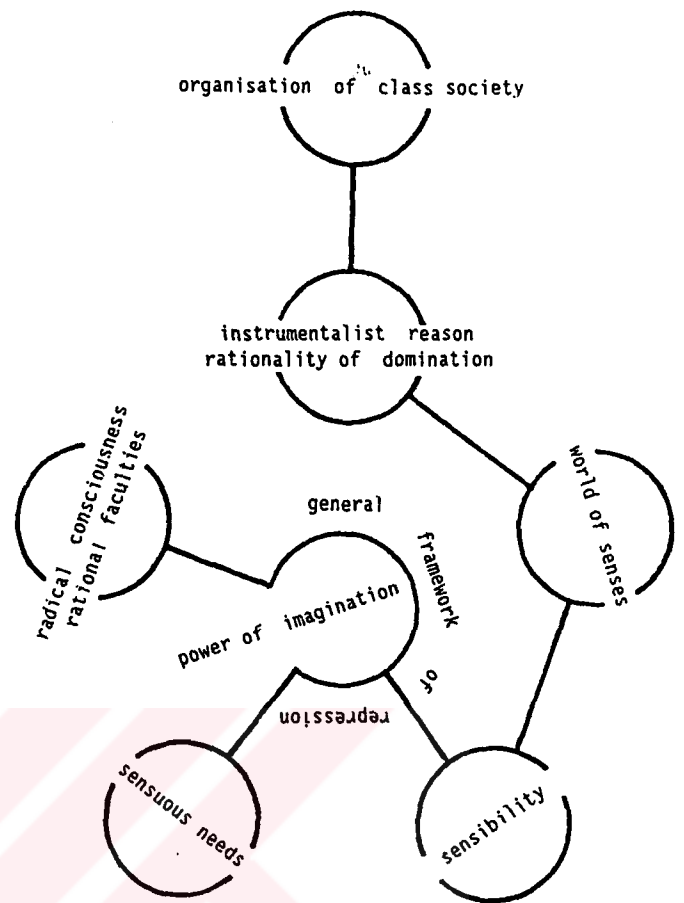 organisation of class society
instrumentalist reason
rationality of domination
radical consciousness
rational faculties
world of senses
general
framework
of
repression
power of imagination
sensuous needs
sensibility